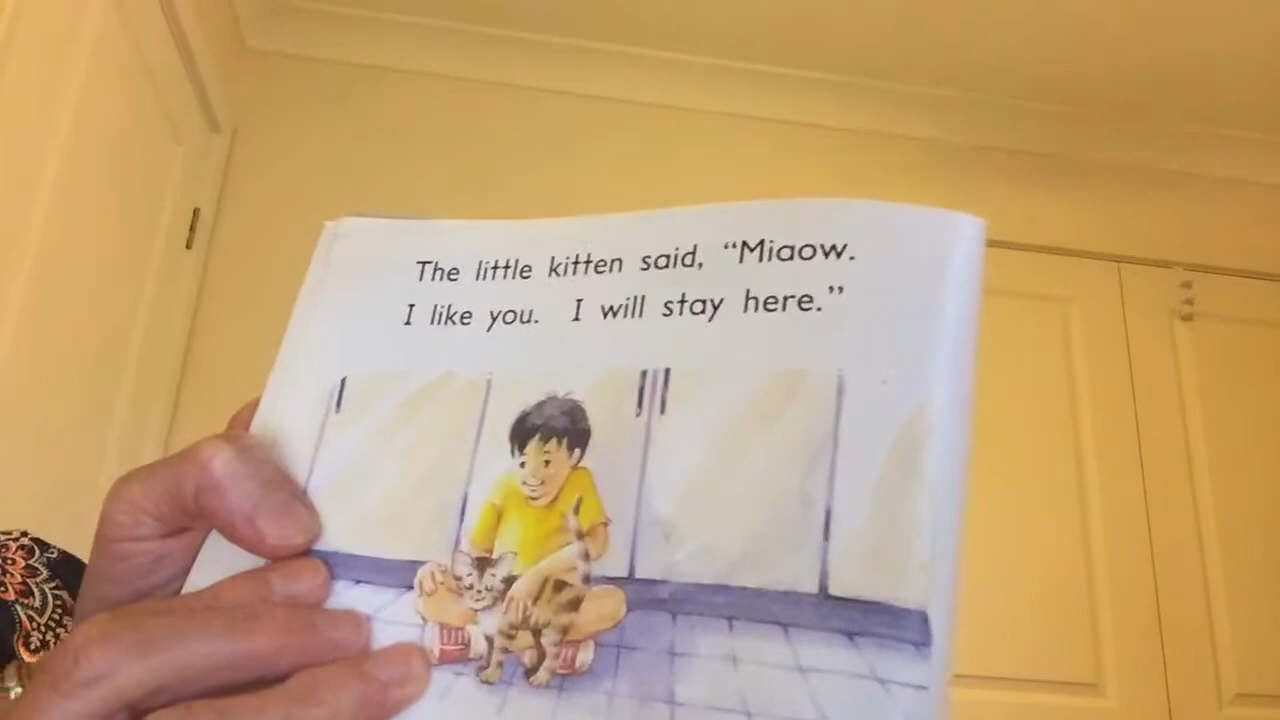 The little kitten said, “Miaow.
I like you. I will stay here.”